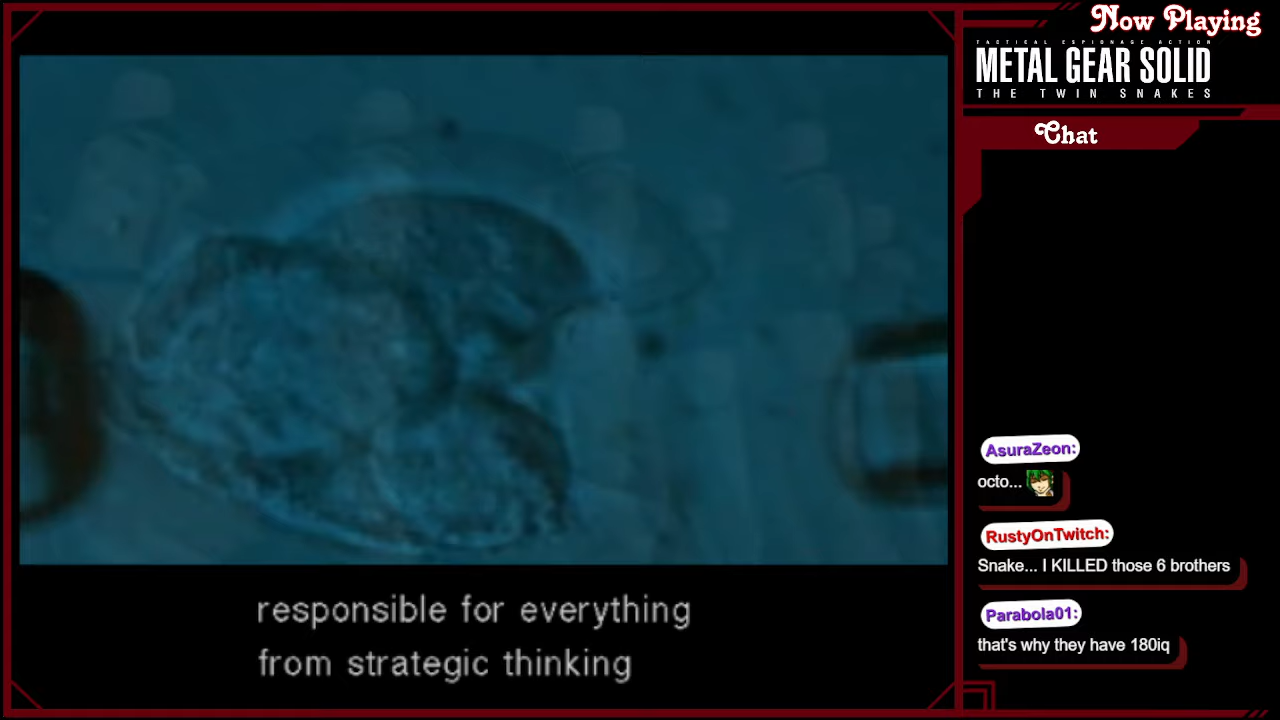 Now Playing
TACTICAL ESPIONAGE ACTION
METAL GEAR SOLID
THE TWIN SNAKES
Chat
AsuraZeon:
octo...
RustyOnTwitch:
Snake... I KILLED those 6 brothers
Parabola01:
that's why they have 180iq
responsible for everything
from strategic thinking